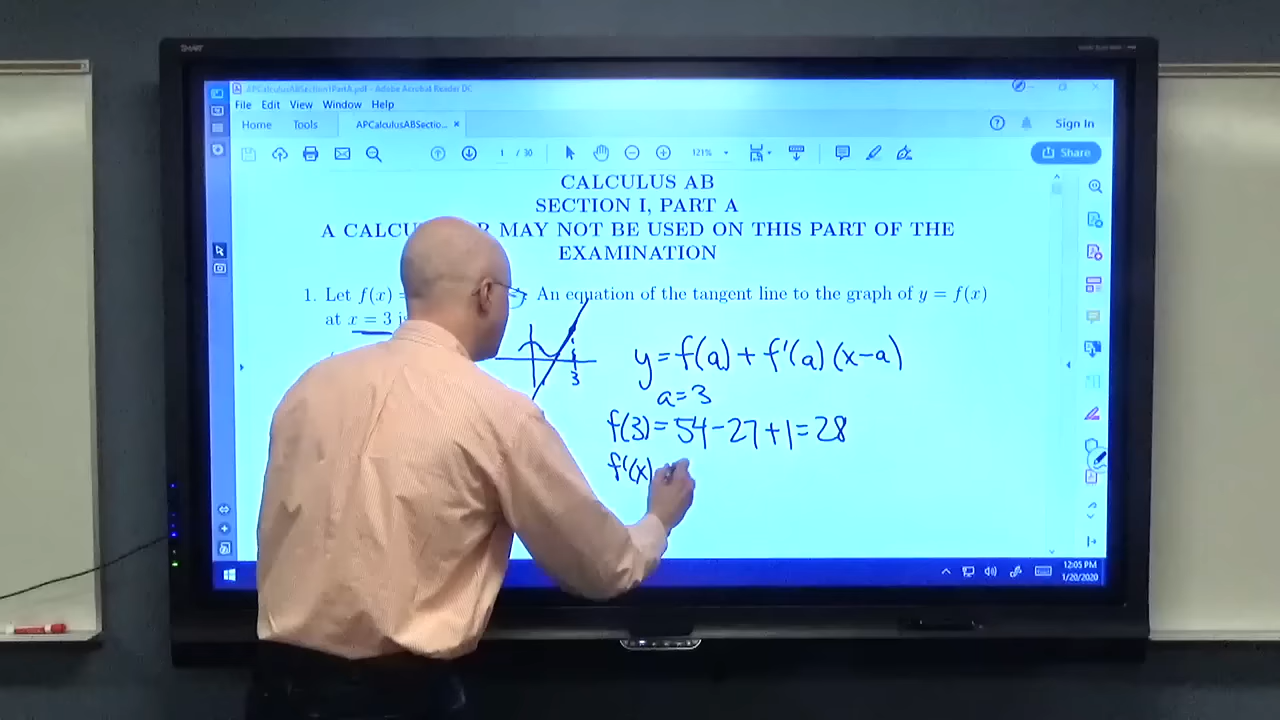 SMART
APCalculusABSection1PartA.pdf - Adobe Acrobat Reader DC
File Edit View Window Help
Home Tools APCalculusABSectio... × Sign In
1 / 30 121% Share
CALCULUS AB
SECTION I, PART A
A CALCU R MAY NOT BE USED ON THIS PART OF THE
EXAMINATION
1. Let f(x) = An equation of the tangent line to the graph of y = f(x)
at x = 3 is
3
y = f(a) + f'(a) (x-a)
a = 3
f(3) = 54 - 27 + 1 = 28
f'(x)
12:05 PM
1/20/2020